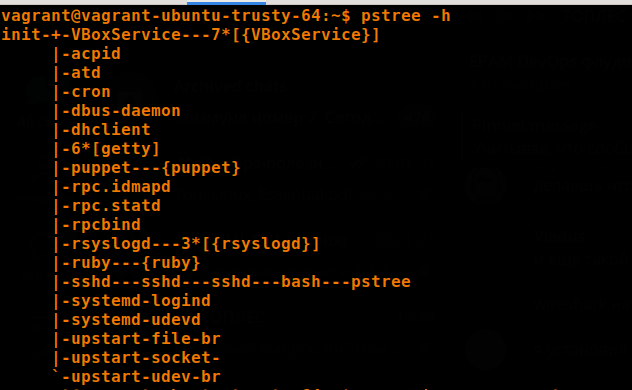 vagrant@vagrant-ubuntu-trusty-64:~$ pstree -h
init-+-VBoxService---7*[{VBoxService}]
     |-acpid
     |-atd
     |-cron
     |-dbus-daemon
     |-dhclient
     |-6*[getty]
     |-puppet---{puppet}
     |-rpc.idmapd
     |-rpc.statd
     |-rpcbind
     |-rsyslogd---3*[{rsyslogd}]
     |-ruby---{ruby}
     |-sshd---sshd---sshd---bash---pstree
     |-systemd-logind
     |-systemd-udevd
     |-upstart-file-br
     |-upstart-socket-
     `-upstart-udev-br